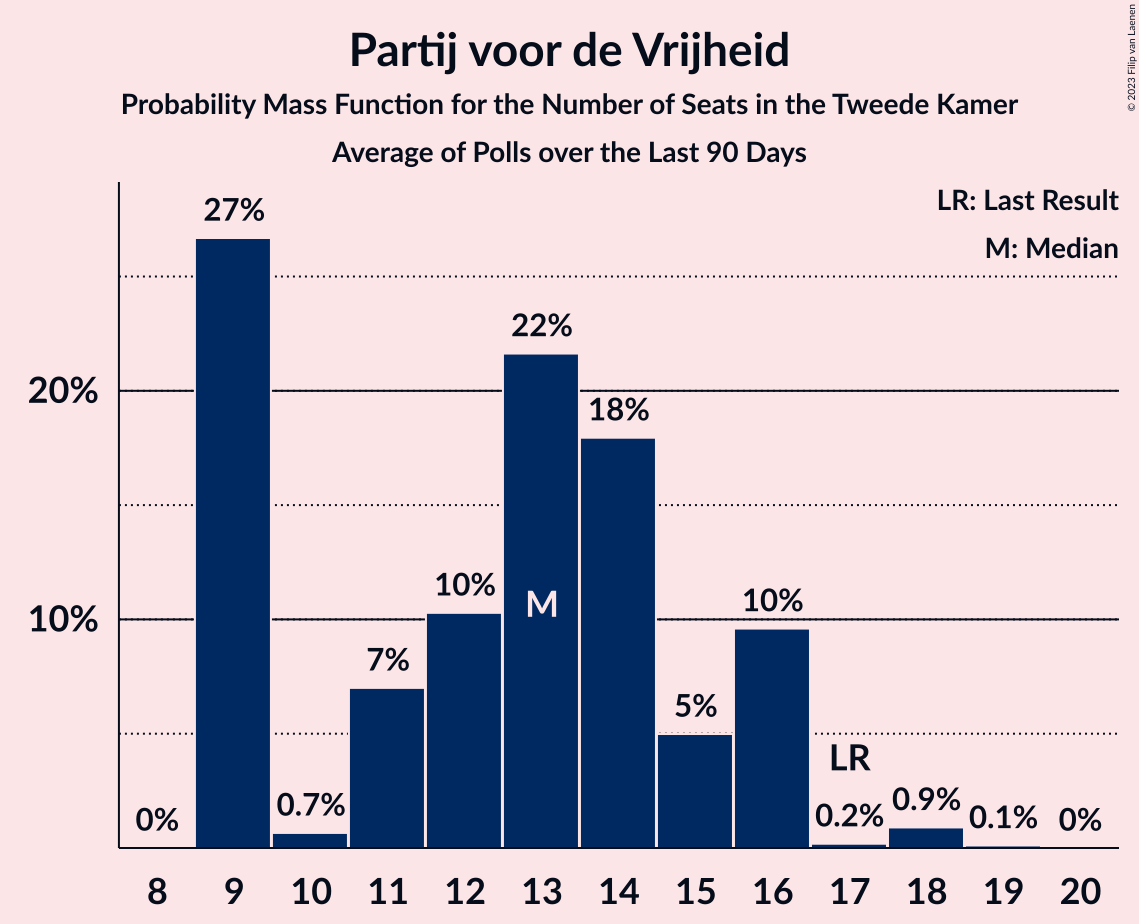 Partij voor de Vrijheid
Probability Mass Function for the Number of Seats in the Tweede Kamer
Average of Polls over the Last 90 Days
© 2023 Filip van Laenen
LR: Last Result
M: Median
27%
22%
20%
18%
10%
10%
10%
M
7%
5%
LR
0%
0.7%
0.2%
0.9%
0.1%
0%
8 9 10 11 12 13 14 15 16 17 18 19 20